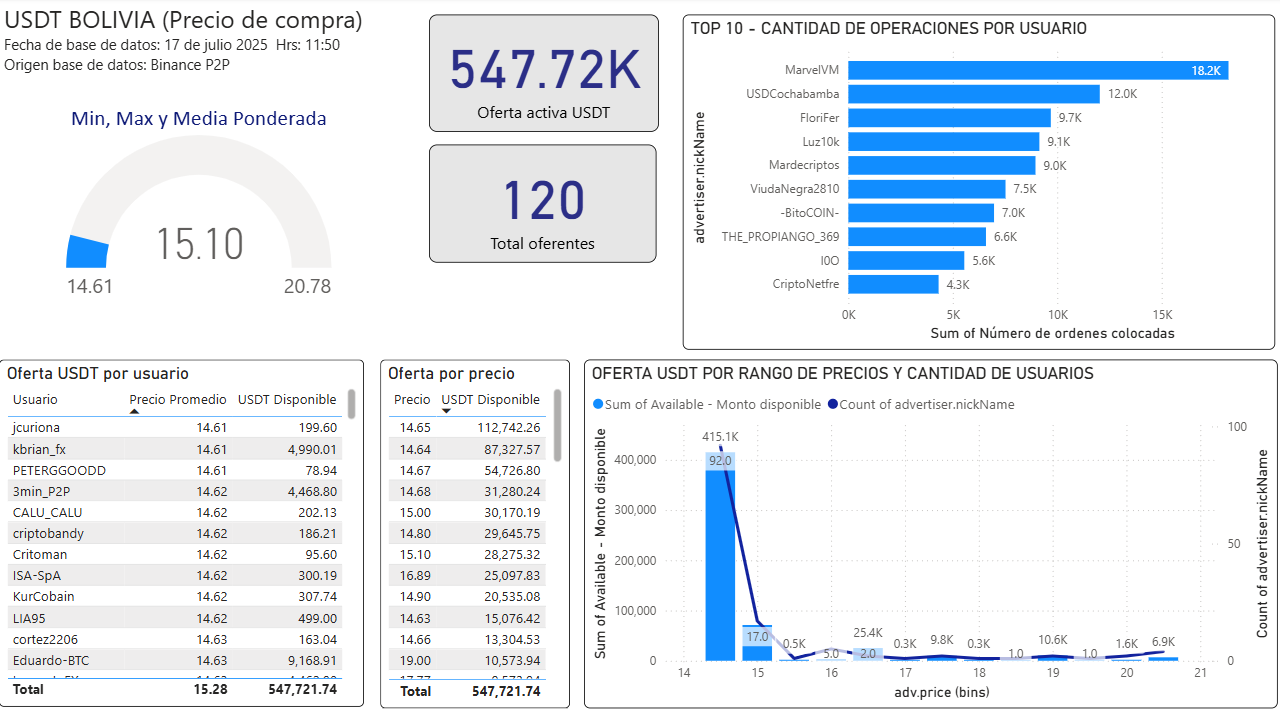 USDT BOLIVIA (Precio de compra)
Fecha de base de datos: 17 de julio 2025 Hrs: 11:50
Origen base de datos: Binance P2P
Min, Max y Media Ponderada
15.10
14.61
20.78
547.72K
Oferta activa USDT
120
Total oferentes
TOP 10 - CANTIDAD DE OPERACIONES POR USUARIO
advertiser.nickName
MarvelVM 18.2K
USDCochabamba 12.0K
FloriFer 9.7K
Luz10k 9.1K
Mardecriptos 9.0K
ViudaNegra2810 7.5K
-BitoCOIN- 7.0K
THE_PROPIANGO_369 6.6K
I0O 5.6K
CriptoNetfre 4.3K
0K 5K 10K 15K
Sum of Número de ordenes colocadas
Oferta USDT por usuario
Usuario Precio Promedio USDT Disponible
jcuriona 14.61 199.60
kbrian_fx 14.61 4,990.01
PETERGGOODD 14.61 78.94
3min_P2P 14.62 4,468.80
CALU_CALU 14.62 202.13
criptobandy 14.62 186.21
Critoman 14.62 95.60
ISA-SpA 14.62 300.19
KurCobain 14.62 307.74
LIA95 14.62 499.00
cortez2206 14.63 163.04
Eduardo-BTC 14.63 9,168.91
Total 15.28 547,721.74
Oferta por precio
Precio USDT Disponible
14.65 112,742.26
14.64 87,327.57
14.67 54,726.80
14.68 31,280.24
15.00 30,170.19
14.80 29,645.75
15.10 28,275.32
16.89 25,097.83
14.90 20,535.08
14.63 15,076.42
14.66 13,304.53
19.00 10,573.94
Total 547,721.74
OFERTA USDT POR RANGO DE PRECIOS Y CANTIDAD DE USUARIOS
Sum of Available - Monto disponible Count of advertiser.nickName
Sum of Available - Monto disponible
400,000
300,000
200,000
100,000
0
415.1K
92.0
17.0
0.5K
5.0
25.4K
2.0
0.3K
9.8K
0.3K
1.0
10.6K
1.0
1.6K
6.9K
100
50
0
Count of advertiser.nickName
14 15 16 17 18 19 20 21
adv.price (bins)